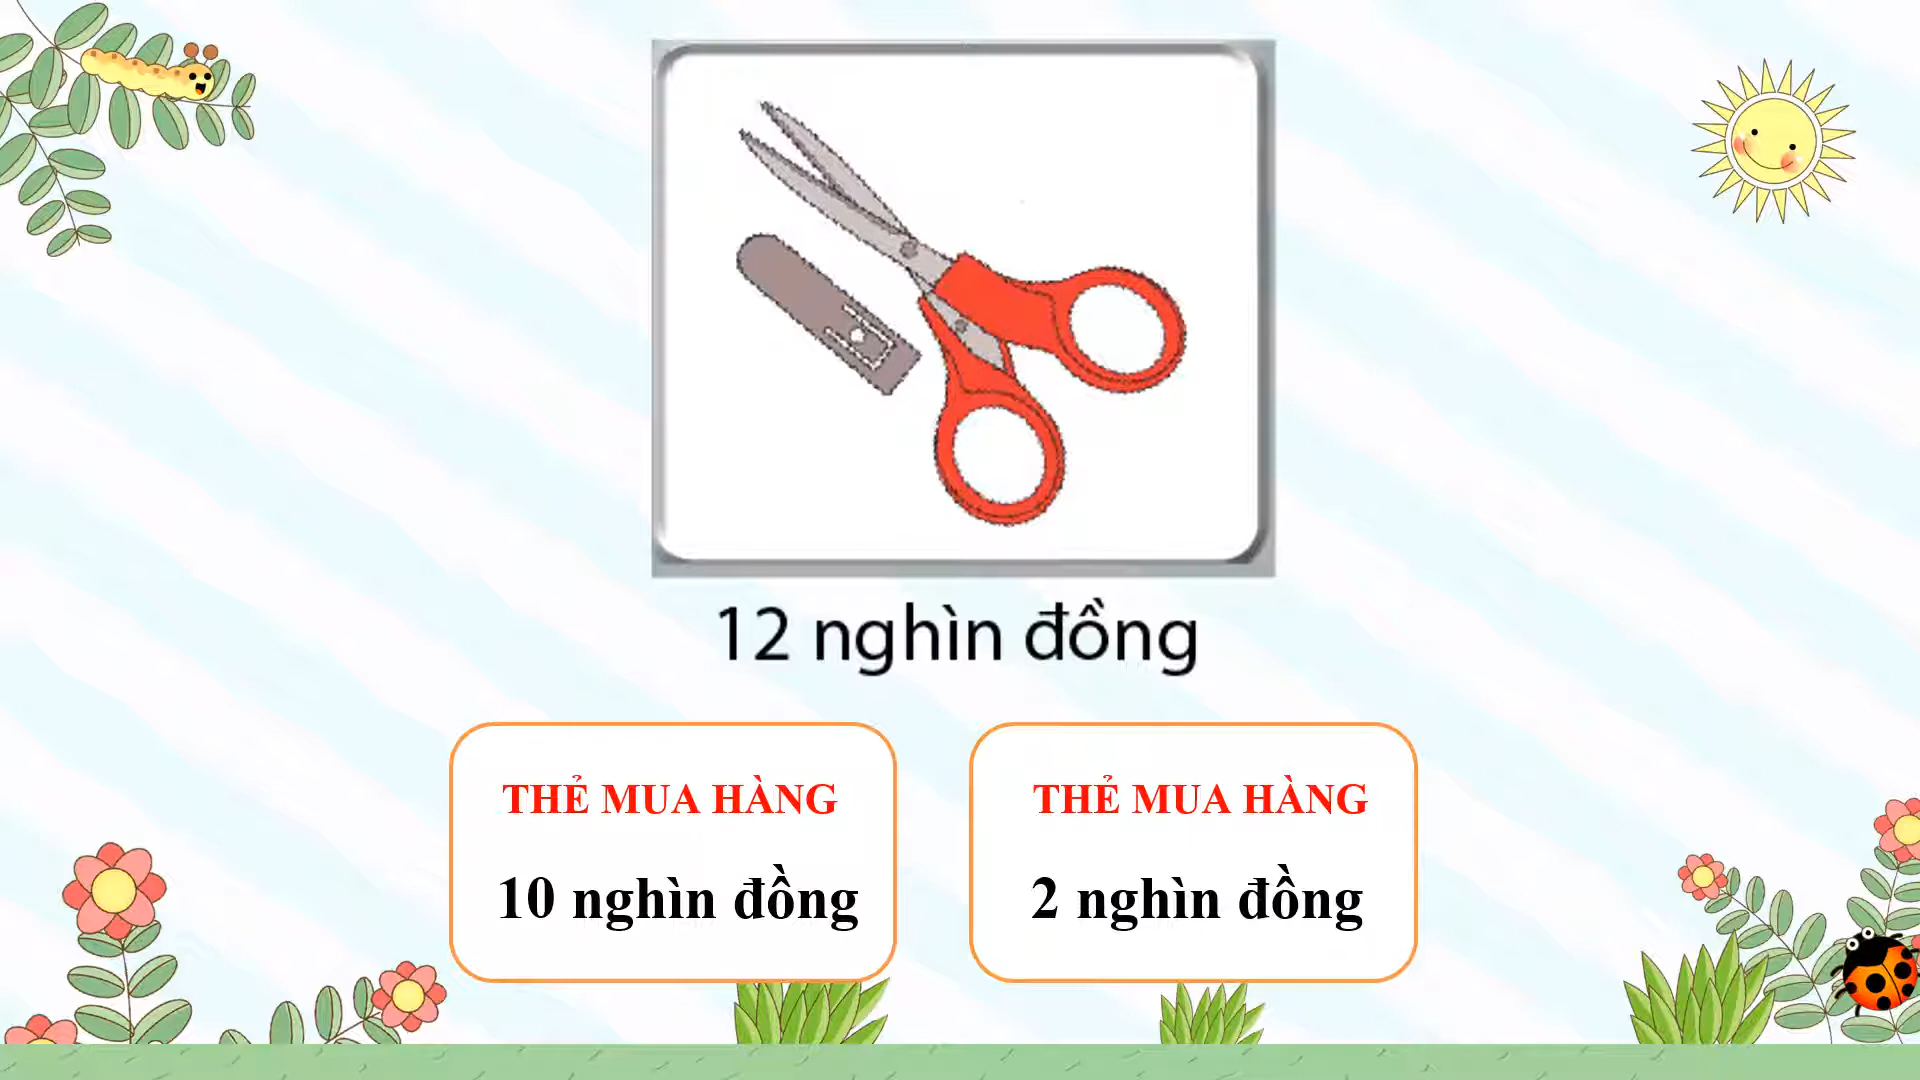 12 nghìn đồng
THẺ MUA HÀNG
10 nghìn đồng
THẺ MUA HÀNG
2 nghìn đồng